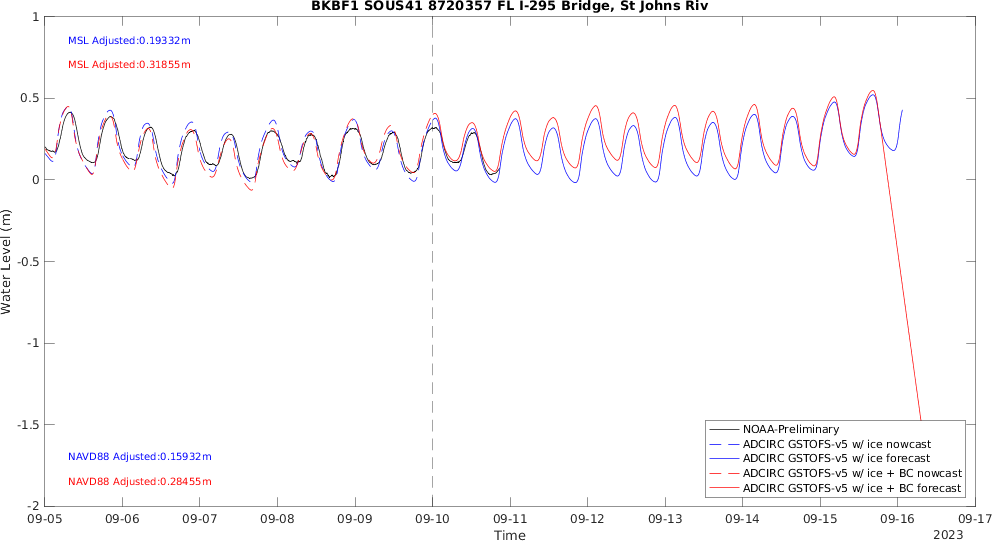 BKBF1 SOUS41 8720357 FL I-295 Bridge, St Johns Riv
1
0.5
0
-0.5
-1
-1.5
-2
Water Level (m)
MSL Adjusted:0.19332m
MSL Adjusted:0.31855m
NAVD88 Adjusted:0.15932m
NAVD88 Adjusted:0.28455m
NOAA-Preliminary
ADCIRC GSTOFS-v5 w/ ice nowcast
ADCIRC GSTOFS-v5 w/ ice forecast
ADCIRC GSTOFS-v5 w/ ice + BC nowcast
ADCIRC GSTOFS-v5 w/ ice + BC forecast
09-05 09-06 09-07 09-08 09-09 09-10 09-11 09-12 09-13 09-14 09-15 09-16 09-17
Time
2023